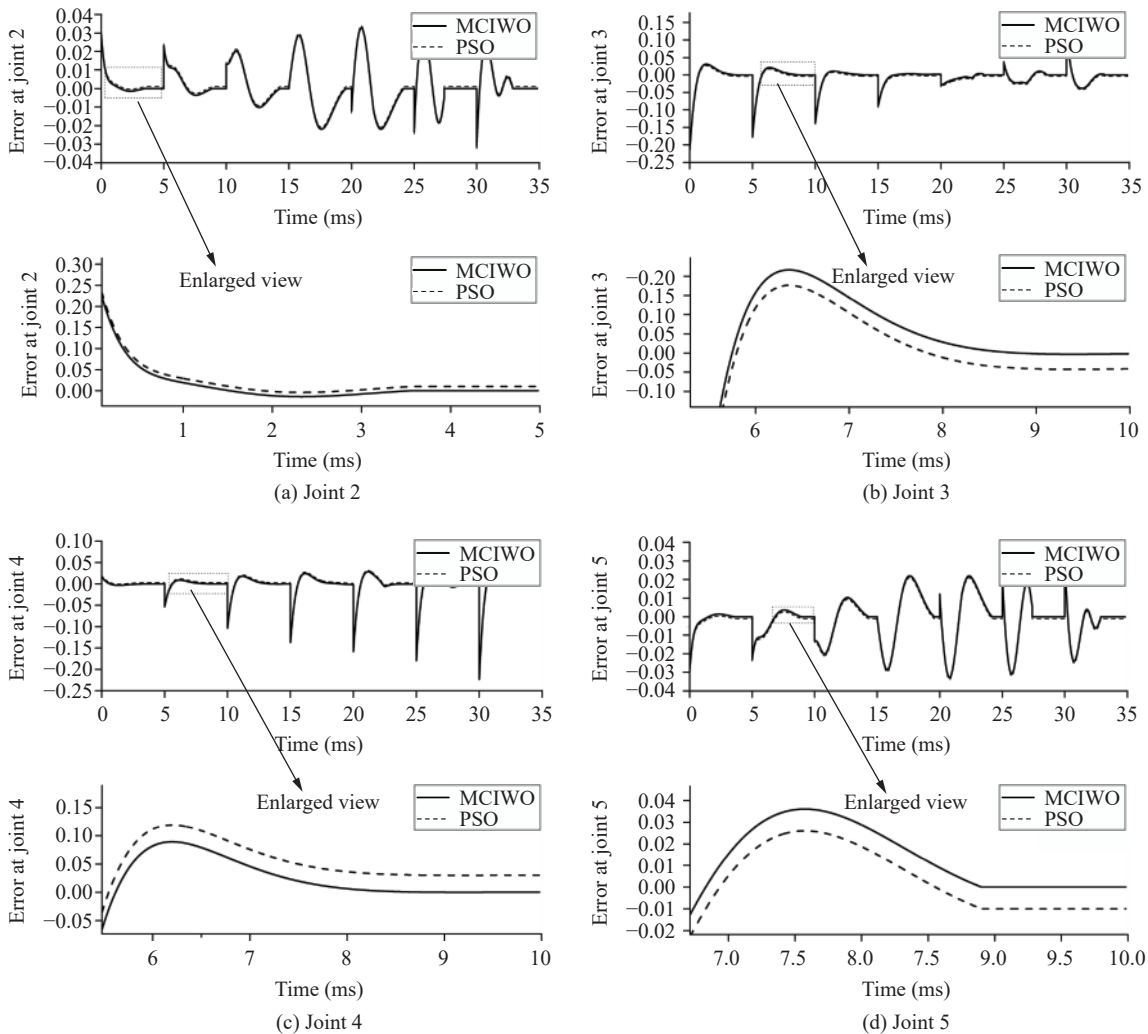 Error at joint 2
0.04
0.03
0.02
0.01
0.00
−0.01
−0.02
−0.03
−0.04
MCIWO
PSO
0 5 10 15 20 25 30 35
Time (ms)
Error at joint 2
0.30
0.25
0.20
0.15
0.10
0.05
0.00
Enlarged view
MCIWO
PSO
1 2 3 4 5
Time (ms)
(a) Joint 2
Error at joint 3
0.15
0.10
0.05
0.00
−0.05
−0.10
−0.15
−0.20
0.25
MCIWO
PSO
0 5 10 15 20 25 30 35
Time (ms)
Error at joint 3
−0.20
0.15
0.10
0.05
0.00
−0.05
−0.10
Enlarged view
MCIWO
PSO
6 7 8 9 10
Time (ms)
(b) Joint 3
Error at joint 4
0.10
0.05
0.00
−0.05
−0.10
−0.15
−0.20
−0.25
MCIWO
PSO
0 5 10 15 20 25 30 35
Time (ms)
Error at joint 4
0.15
0.10
0.05
0.00
−0.05
Enlarged view
MCIWO
PSO
6 7 8 9 10
Time (ms)
(c) Joint 4
Error at joint 5
0.04
0.03
0.02
0.01
0.00
−0.01
−0.02
−0.03
−0.04
MCIWO
PSO
0 5 10 15 20 25 30 35
Time (ms)
Error at joint 5
0.04
0.03
0.02
0.01
0.00
−0.01
−0.02
Enlarged view
MCIWO
PSO
7.0 7.5 8.0 7.5 9.0 9.5 10.0
Time (ms)
(d) Joint 5